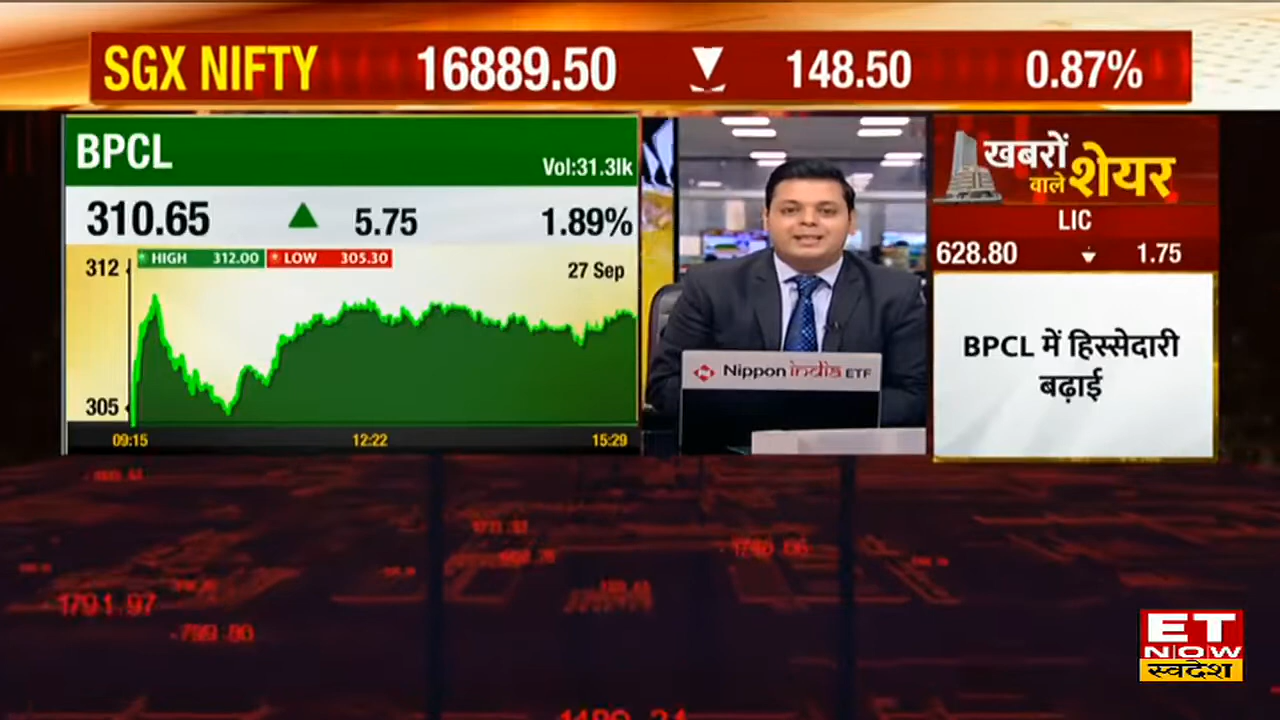 SGX NIFTY 16889.50 148.50 0.87%
BPCL
Vol:31.3lk
310.65 5.75 1.89%
HIGH 312.00 LOW 305.30
312
27 Sep
305
09:15 12:22 15:29
Nippon india ETF
खबरों
वाले शेयर
LIC
628.80 1.75
BPCL में हिस्सेदारी
बढ़ाई
1791.97
ET
NOW
स्वदेश